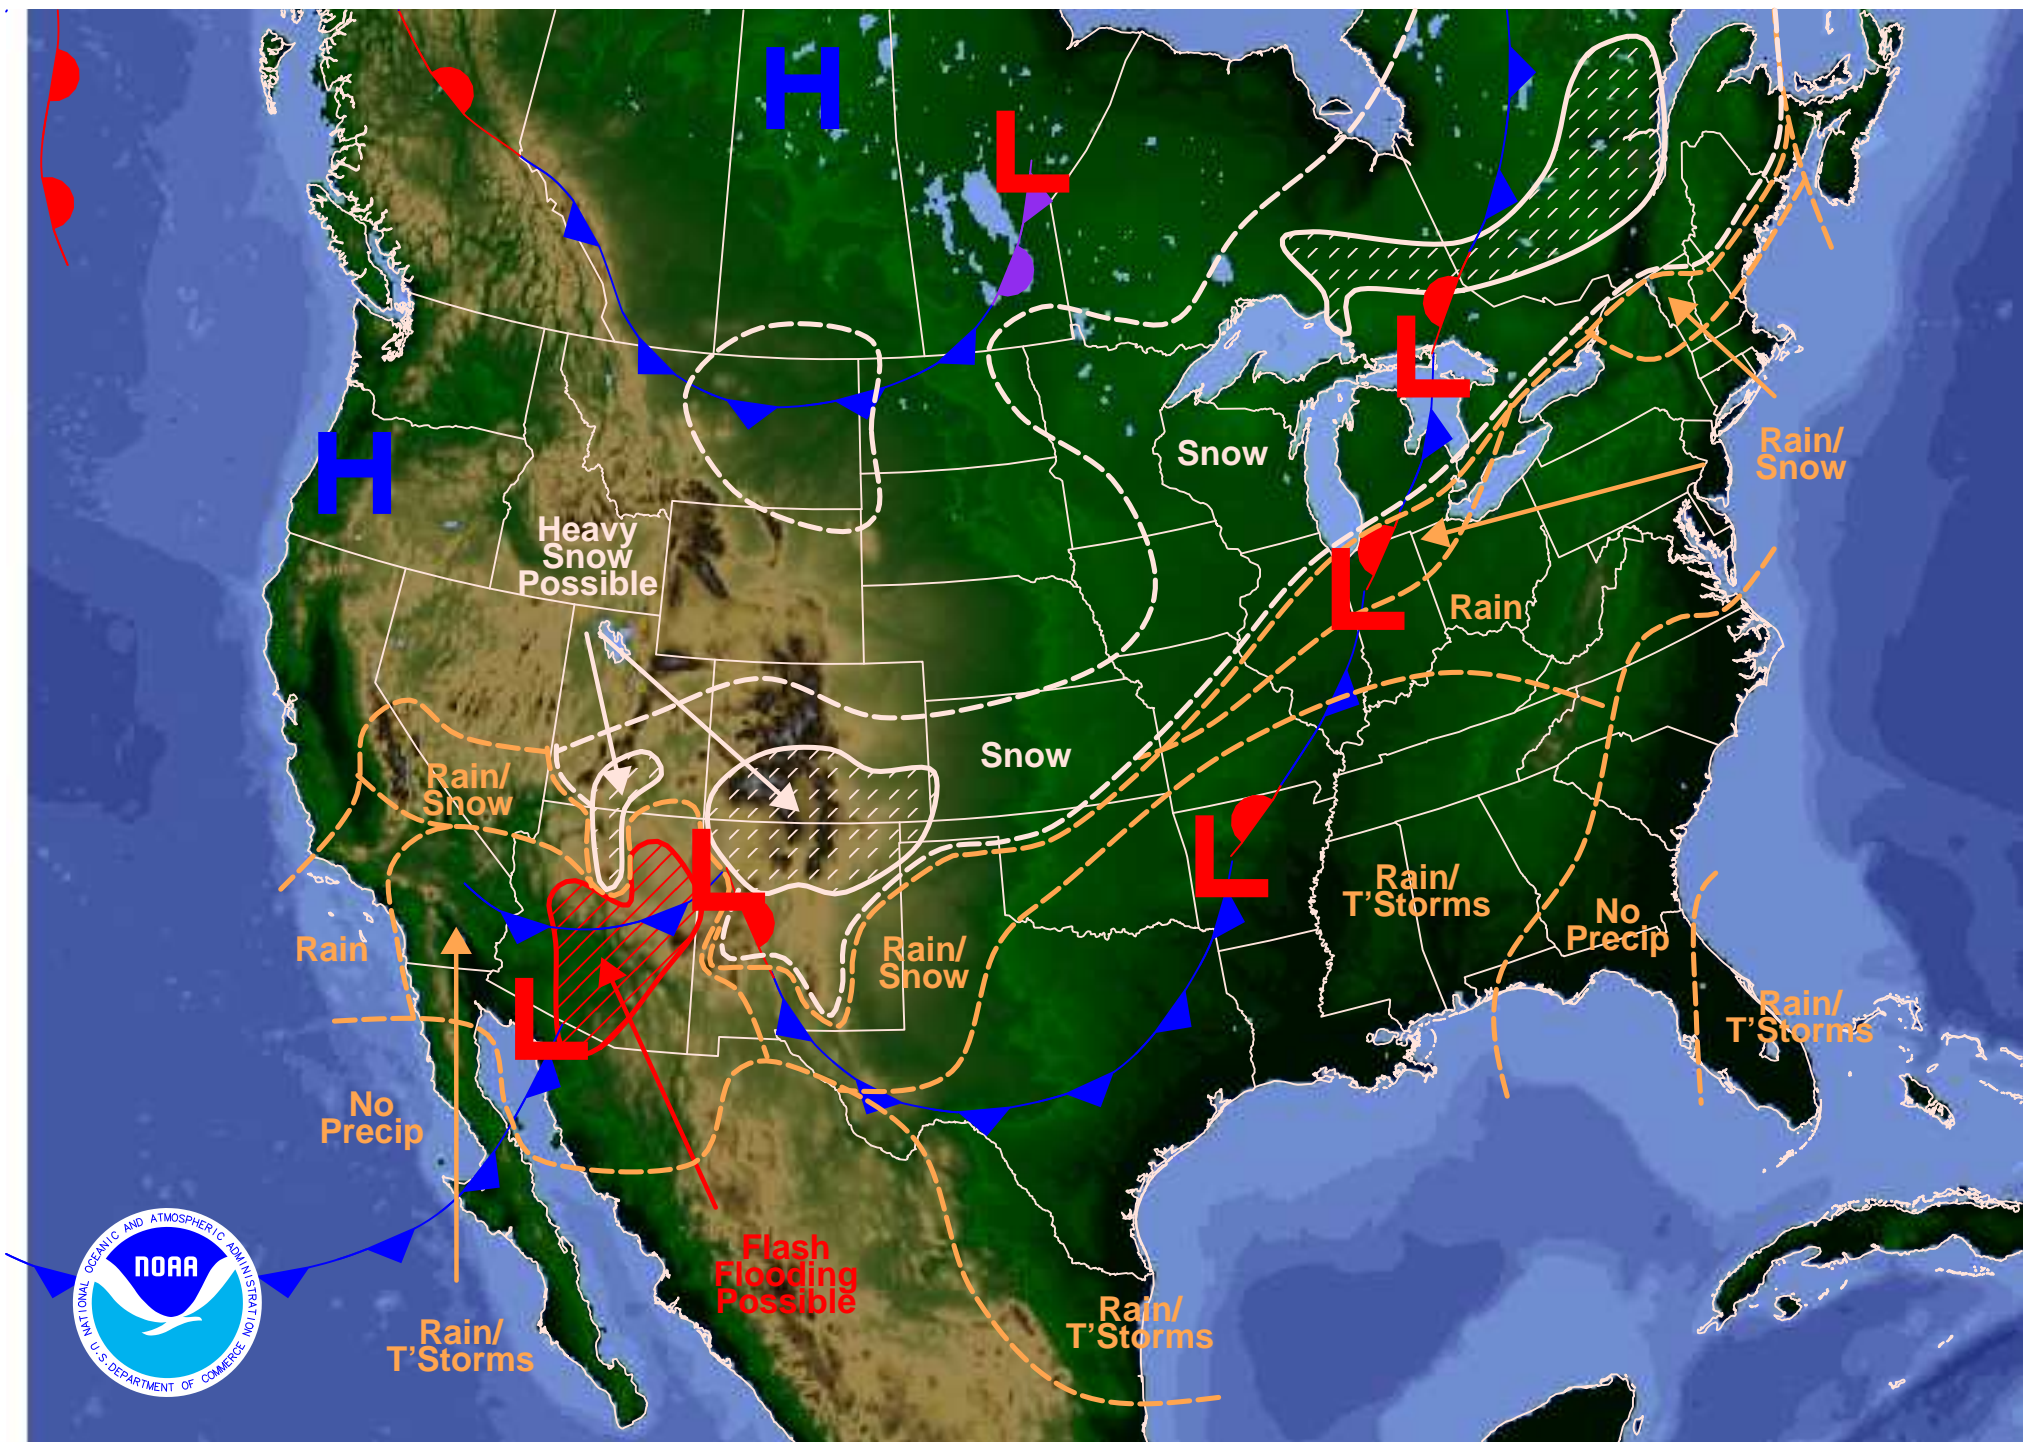 H
L
L
H
Snow
Rain/
Snow
Heavy
Snow
Possible
L
Rain
Snow
Rain/
Snow
L
L
Rain/
T'Storms
No
Precip
Rain
Rain/
Snow
L
Rain/
T'Storms
No
Precip
NATIONAL OCEANIC AND ATMOSPHERIC ADMINISTRATION
NOAA
U.S. DEPARTMENT OF COMMERCE
Flash
Flooding
Possible
Rain/
T'Storms
Rain/
T'Storms